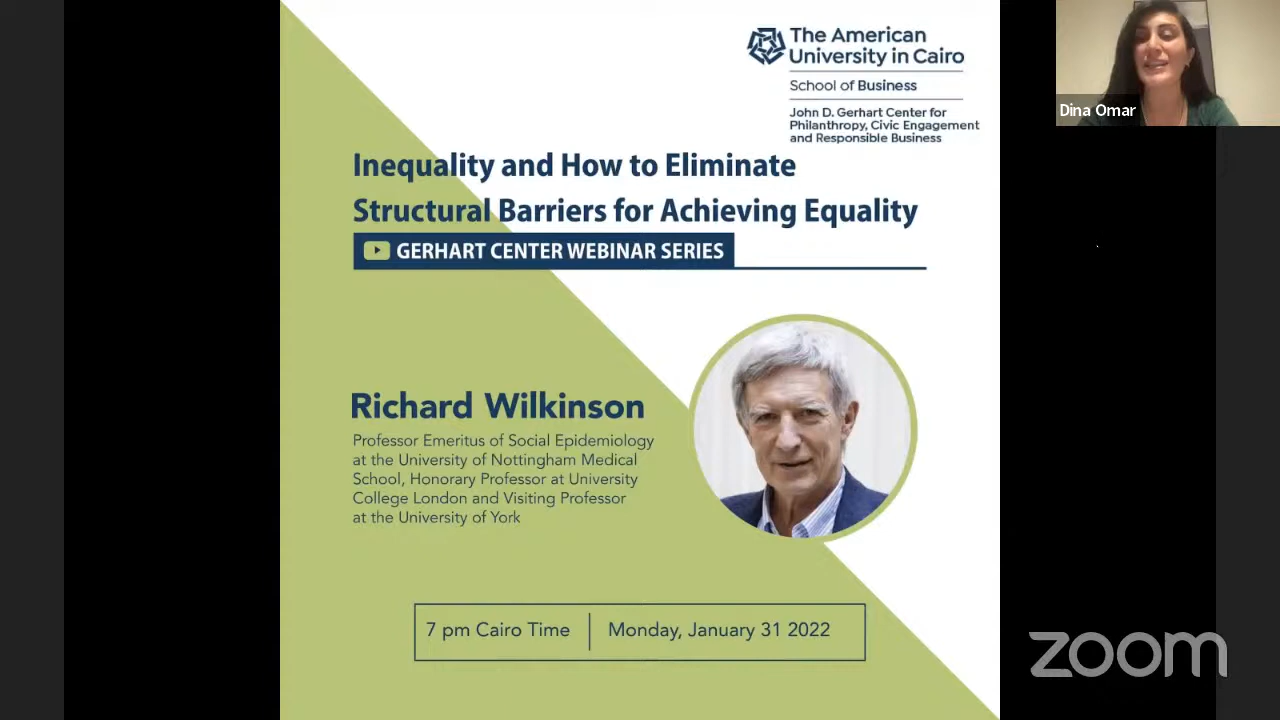 The American
University in Cairo
School of Business
John D. Gerhart Center for
Philanthropy, Civic Engagement
and Responsible Business
Dina Omar
Inequality and How to Eliminate
Structural Barriers for Achieving Equality
GERHART CENTER WEBINAR SERIES
Richard Wilkinson
Professor Emeritus of Social Epidemiology
at the University of Nottingham Medical
School, Honorary Professor at University
College London and Visiting Professor
at the University of York
7 pm Cairo Time
Monday, January 31 2022
zoom